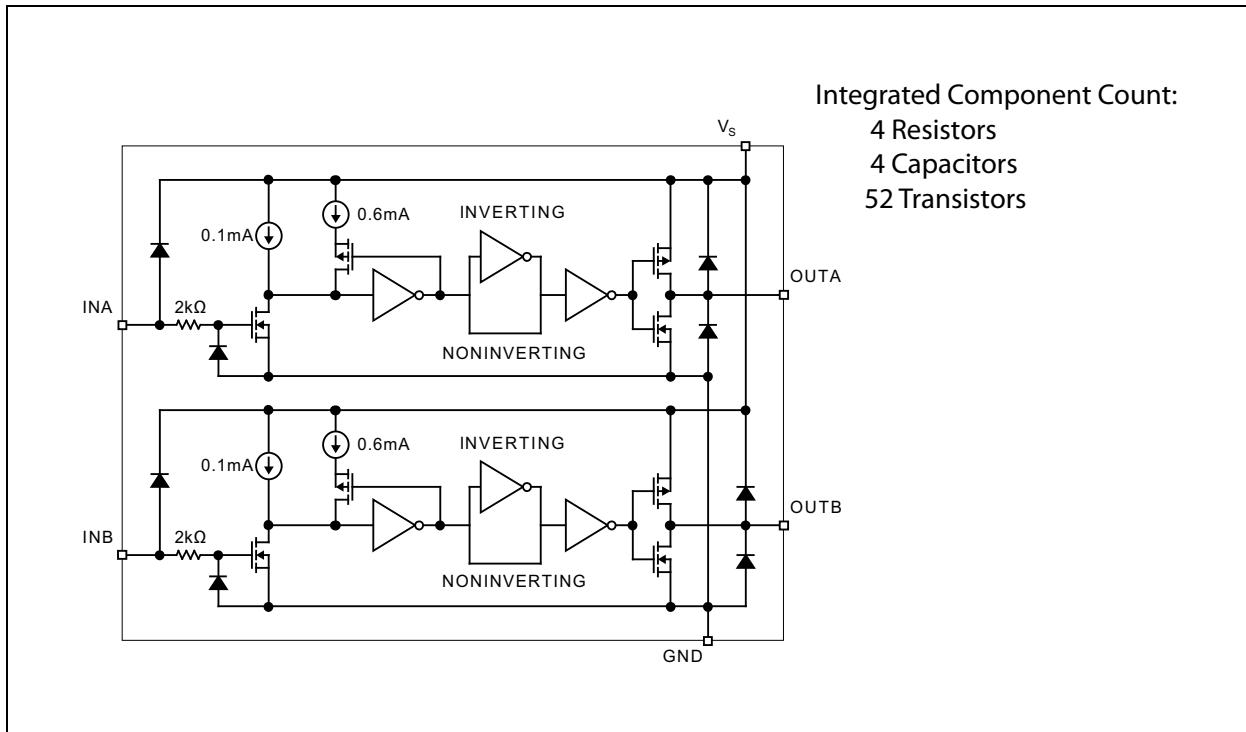 Integrated Component Count:
4 Resistors
4 Capacitors
52 Transistors
VS
0.6mA
INVERTING
0.1mA
OUTA
INA
2kΩ
NONINVERTING
0.6mA
INVERTING
0.1mA
OUTB
INB
2kΩ
NONINVERTING
GND